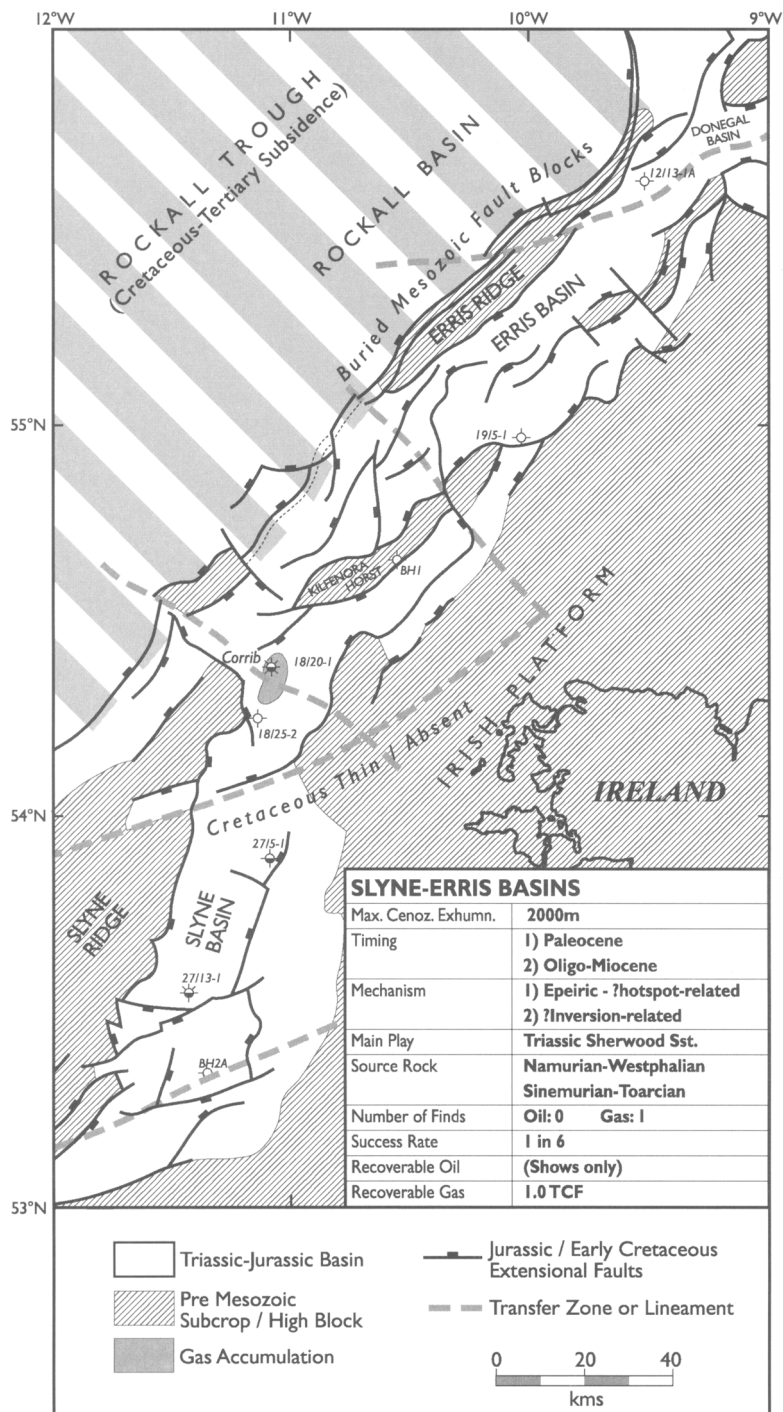 12°W 11°W 10°W 9°W
ROCKALL TROUGH
(Cretaceous-Tertiary Subsidence)
ROCKALL BASIN
Buried Mesozoic Fault Blocks
DONEGAL
BASIN
12/13-1A
ERRIS RIDGE
ERRIS BASIN
55°N
19/5-1
KILFENORA
HORST
BH1
Corrib
18/20-1
18/25-2
IRISH PLATFORM
Cretaceous Thin / Absent
IRELAND
54°N
27/5-1
SLYNE
RIDGE
SLYNE
BASIN
27/13-1
BH2A
53°N
SLYNE-ERRIS BASINS
Max. Cenoz. Exhumn. 2000m
Timing 1) Paleocene
2) Oligo-Miocene
Mechanism 1) Epeiric - ?hotspot-related
2) ?Inversion-related
Main Play Triassic Sherwood Sst.
Source Rock Namurian-Westphalian
Sinemurian-Toarcian
Number of Finds Oil: 0 Gas: 1
Success Rate 1 in 6
Recoverable Oil (Shows only)
Recoverable Gas 1.0 TCF
Triassic-Jurassic Basin
Pre Mesozoic
Subcrop / High Block
Gas Accumulation
Jurassic / Early Cretaceous
Extensional Faults
Transfer Zone or Lineament
0 20 40
kms